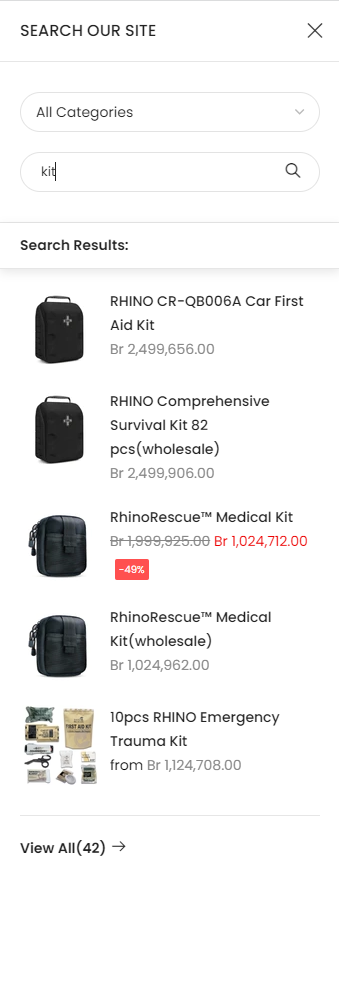 SEARCH OUR SITE
All Categories
kit
Search Results:
RHINO CR-QB006A Car First
Aid Kit
Br 2,499,656.00
RHINO Comprehensive
Survival Kit 82
pcs(wholesale)
Br 2,499,906.00
RhinoRescue™ Medical Kit
Br 1,999,925.00 Br 1,024,712.00
-49%
RhinoRescue™ Medical
Kit(wholesale)
Br 1,024,962.00
10pcs RHINO Emergency
Trauma Kit
from Br 1,124,708.00
FIRST AID KIT
View All(42)